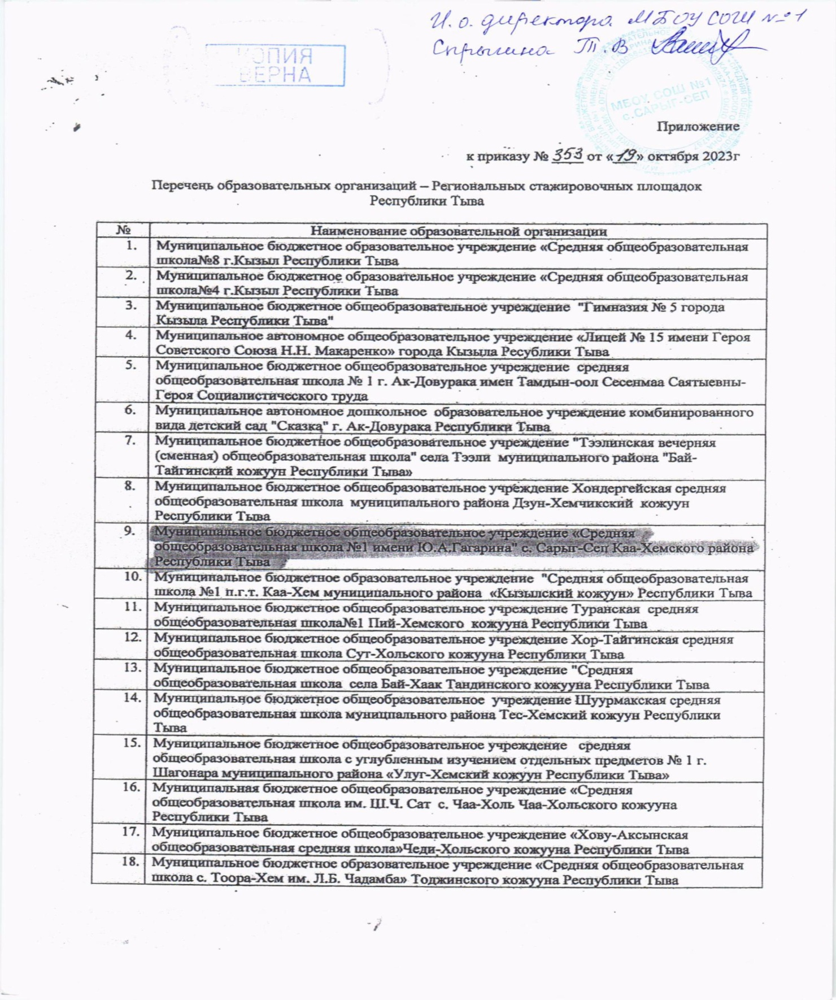 И. о. директора МБОУ СОШ №1
Спрыгина Т.В
КОПИЯ
ВЕРНА
МБОУ СОШ №1
с.САРЫГ-СЕП
Приложение
к приказу № 353 от «19» октября 2023г
Перечень образовательных организаций – Региональных стажировочных площадок
Республики Тыва
№ Наименование образовательной организации
1. Муниципальное бюджетное образовательное учреждение «Средняя общеобразовательная
школа№8 г.Кызыл Республики Тыва
2. Муниципальное бюджетное образовательное учреждение «Средняя общеобразовательная
школа№4 г.Кызыл Республики Тыва
3. Муниципальное бюджетное общеобразовательное учреждение "Гимназия № 5 города
Кызыла Республики Тыва"
4. Муниципальное автономное общеобразовательное учреждение «Лицей № 15 имени Героя
Советского Союза Н.Н. Макаренко» города Кызыла Ресублики Тыва
5. Муниципальное бюджетное общеобразовательное учреждение средняя
общеобразовательная школа № 1 г. Ак-Довурака имен Тамдын-оол Сесенмаа Саятыевны-
Героя Социалистического труда
6. Муниципальное автономное дошкольное образовательное учреждение комбинированного
вида детский сад "Сказка" г. Ак-Довурака Республики Тыва
7. Муниципальное бюджетное общеобразовательное учреждение "Тээлинская вечерняя
(сменная) общеобразовательная школа" села Тээли муниципального района "Бай-
Тайгинский кожуун Республики Тыва»
8. Муниципальное бюджетное общеобразовательное учреждение Хондергейская средняя
общеобразовательная школа муниципального района Дзун-Хемчикский кожуун
Республики Тыва
9. Муниципальное бюджетное общеобразовательное учреждение «Средняя
общеобразовательная школа №1 имени Ю.А.Гагарина" с. Сарыг-Сеп Каа-Хемского района
Республики Тыва
10. Муниципальное бюджетное образовательное учреждение "Средняя общеобразовательная
школа №1 п.г.т. Каа-Хем муниципального района «Кызылский кожуун» Республики Тыва
11. Муниципальное бюджетное общеобразовательное учреждение Туранская средняя
общеобразовательная школа№1 Пий-Хемского кожууна Республики Тыва
12. Муниципальное бюджетное общеобразовательное учреждение Хор-Тайгинская средняя
общеобразовательная школа Сут-Хольского кожууна Республики Тыва
13. Муниципальное бюджетное общеобразовательное учреждение "Средняя
общеобразовательная школа села Бай-Хаак Тандинского кожууна Республики Тыва
14. Муниципальное бюджетное общеобразовательное учреждение Шуурмакская средняя
общеобразовательная школа муницпального района Тес-Хемский кожуун Республики
Тыва
15. Муниципальное бюджетное общеобразовательное учреждение средняя
общеобразовательная школа с углубленным изучением отдельных предметов № 1 г.
Шагонара муниципального района «Улуг-Хемский кожуун Республики Тыва»
16. Муниципальная бюджетное общеобразовательное учреждение «Средняя
общеобразовательная школа им. Ш.Ч. Сат с. Чаа-Холь Чаа-Хольского кожууна
Республики Тыва
17. Муниципальное бюджетное общеобразовательное учреждение «Хову-Аксынская
общеобразовательная средняя школа»Чеди-Хольского кожууна Республики Тыва
18. Муниципальное бюджетное образовательное учреждение «Средняя общеобразовательная
школа с. Тоора-Хем им. Л.Б. Чадамба» Тоджинского кожууна Республики Тыва